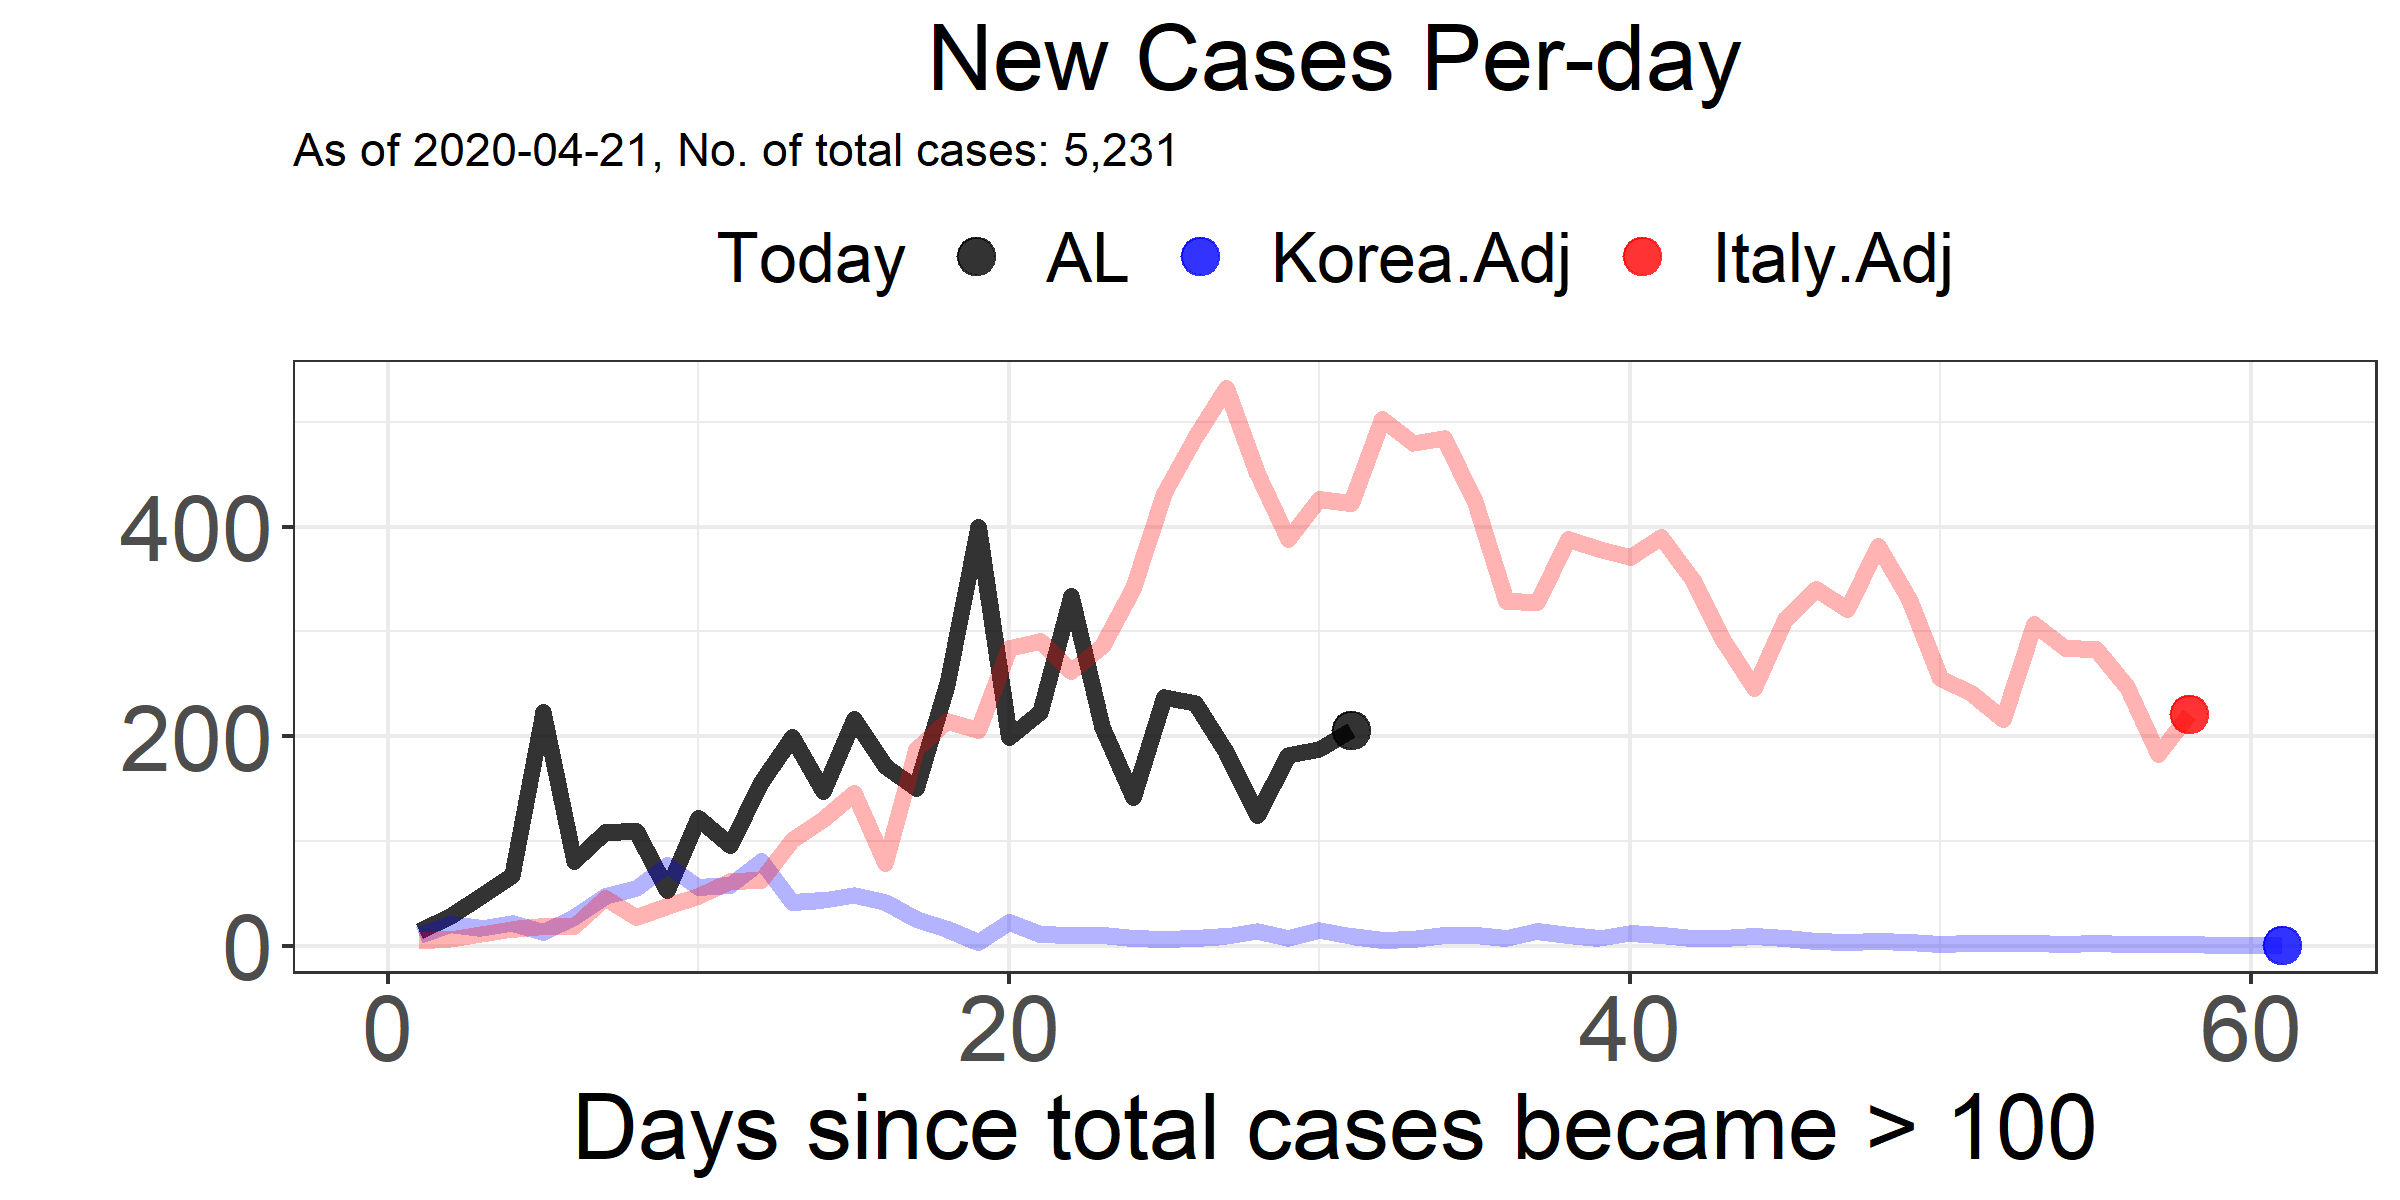 New Cases Per-day
As of 2020-04-21, No. of total cases: 5,231
Today AL Korea.Adj Italy.Adj
400
200
0
0 20 40 60
Days since total cases became > 100